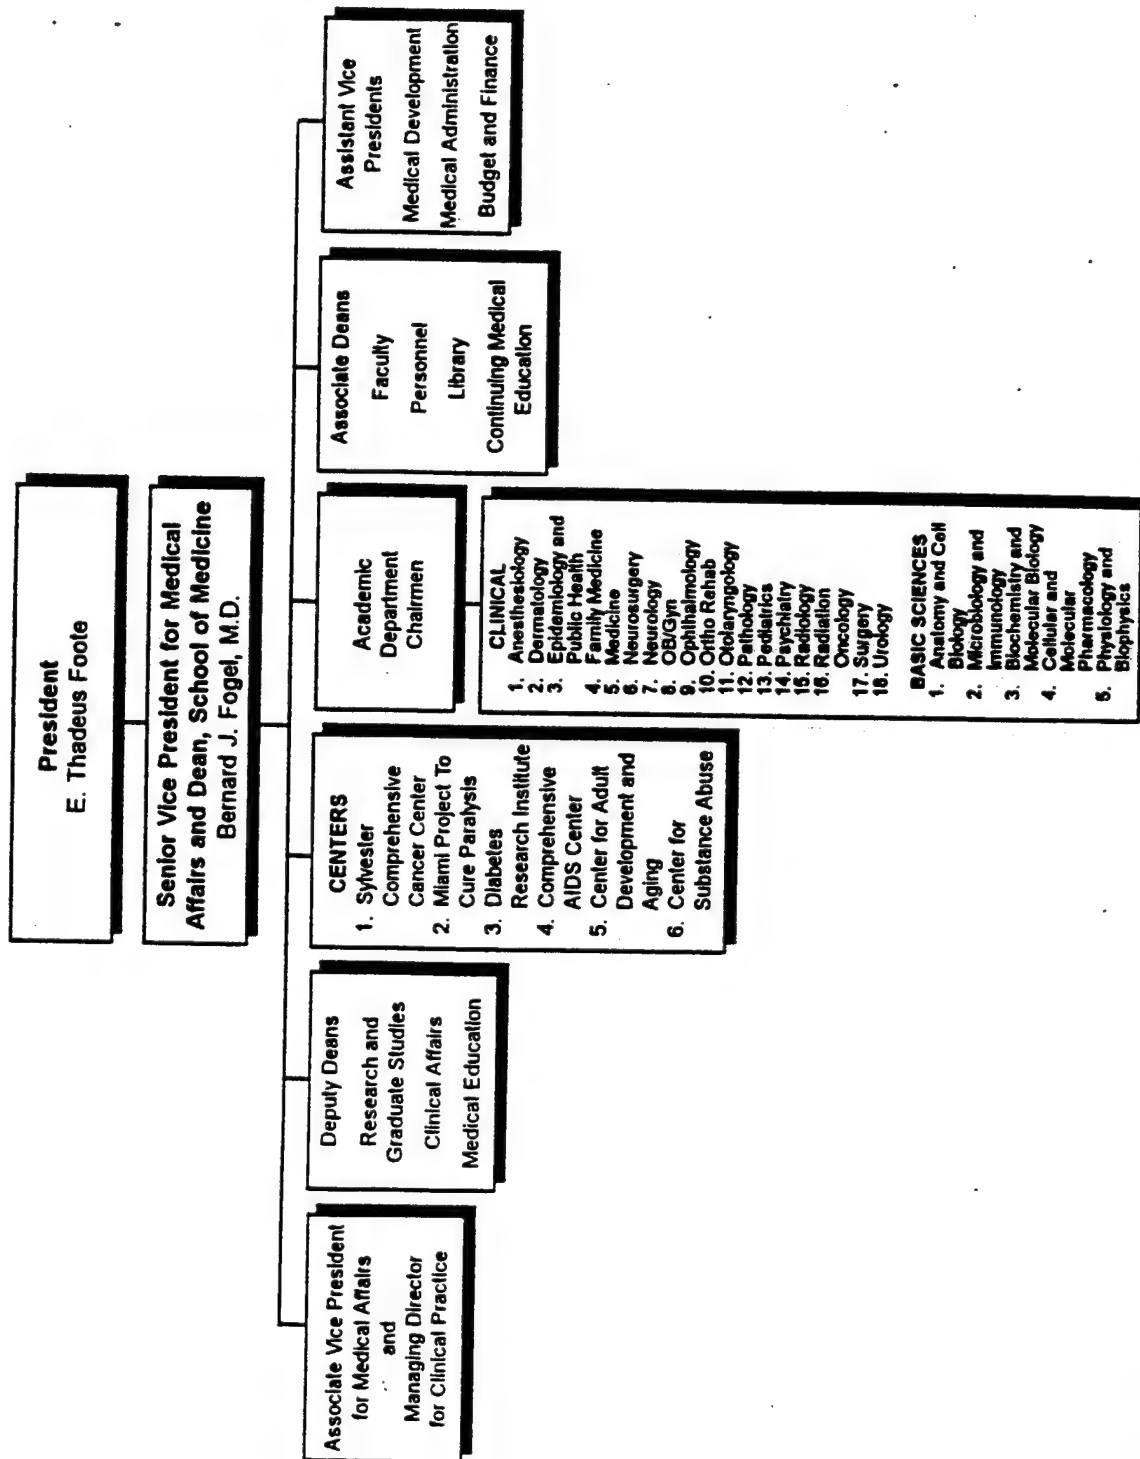 President
E. Thadeus Foote
Senior Vice President for Medical
Affairs and Dean, School of Medicine
Bernard J. Fogel, M.D.
Associate Vice President
for Medical Affairs
and
Managing Director
for Clinical Practice
Deputy Deans
Research and
Graduate Studies
Clinical Affairs
Medical Education
CENTERS
1. Sylvester
Comprehensive
Cancer Center
2. Miami Project To
Cure Paralysis
3. Diabetes
Research Institute
4. Comprehensive
AIDS Center
5. Center for Adult
Development and
Aging
6. Center for
Substance Abuse
Academic
Department
Chairmen
CLINICAL
1. Anesthesiology
2. Dermatology
3. Epidemiology and
Public Health
4. Family Medicine
5. Medicine
6. Neurosurgery
7. Neurology
8. OB/Gyn
9. Ophthalmology
10. Ortho Rehab
11. Otolaryngology
12. Pathology
13. Pediatrics
14. Psychiatry
15. Radiology
16. Radiation
Oncology
17. Surgery
18. Urology
BASIC SCIENCES
1. Anatomy and Cell
Biology
2. Microbiology and
Immunology
3. Biochemistry and
Molecular Biology
4. Cellular and
Molecular
Pharmacology
5. Physiology and
Biophysics
Associate Deans
Faculty
Personnel
Library
Continuing Medical
Education
Assistant Vice
Presidents
Medical Development
Medical Administration
Budget and Finance